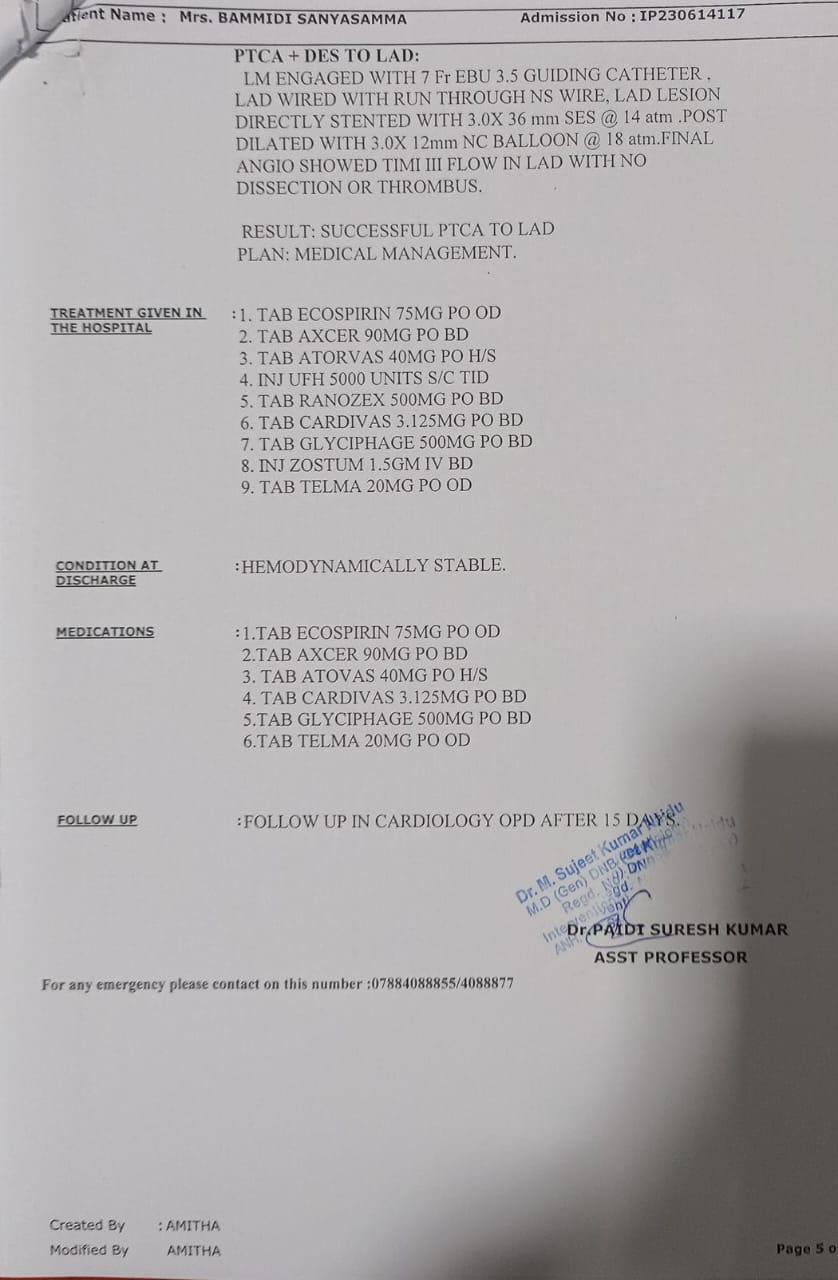 tient Name : Mrs. BAMMIDI SANYASAMMA Admission No : IP230614117
PTCA + DES TO LAD:
LM ENGAGED WITH 7 Fr EBU 3.5 GUIDING CATHETER ,
LAD WIRED WITH RUN THROUGH NS WIRE, LAD LESION
DIRECTLY STENTED WITH 3.0X 36 mm SES @ 14 atm .POST
DILATED WITH 3.0X 12mm NC BALLOON @ 18 atm.FINAL
ANGIO SHOWED TIMI III FLOW IN LAD WITH NO
DISSECTION OR THROMBUS.
RESULT: SUCCESSFUL PTCA TO LAD
PLAN: MEDICAL MANAGEMENT.
TREATMENT GIVEN IN :1. TAB ECOSPIRIN 75MG PO OD
THE HOSPITAL
2. TAB AXCER 90MG PO BD
3. TAB ATORVAS 40MG PO H/S
4. INJ UFH 5000 UNITS S/C TID
5. TAB RANOZEX 500MG PO BD
6. TAB CARDIVAS 3.125MG PO BD
7. TAB GLYCIPHAGE 500MG PO BD
8. INJ ZOSTUM 1.5GM IV BD
9. TAB TELMA 20MG PO OD
CONDITION AT :HEMODYNAMICALLY STABLE.
DISCHARGE
MEDICATIONS :1.TAB ECOSPIRIN 75MG PO OD
2.TAB AXCER 90MG PO BD
3. TAB ATOVAS 40MG PO H/S
4. TAB CARDIVAS 3.125MG PO BD
5.TAB GLYCIPHAGE 500MG PO BD
6.TAB TELMA 20MG PO OD
FOLLOW UP :FOLLOW UP IN CARDIOLOGY OPD AFTER 15 DAYS.
Dr. M. Sujeet Kumar Naidu
M.D (Gen) DNB
Regd.
Dr.PAIDI SURESH KUMAR
ASST PROFESSOR
For any emergency please contact on this number :07884088855/4088877
Created By : AMITHA
Modified By AMITHA
Page 5 o